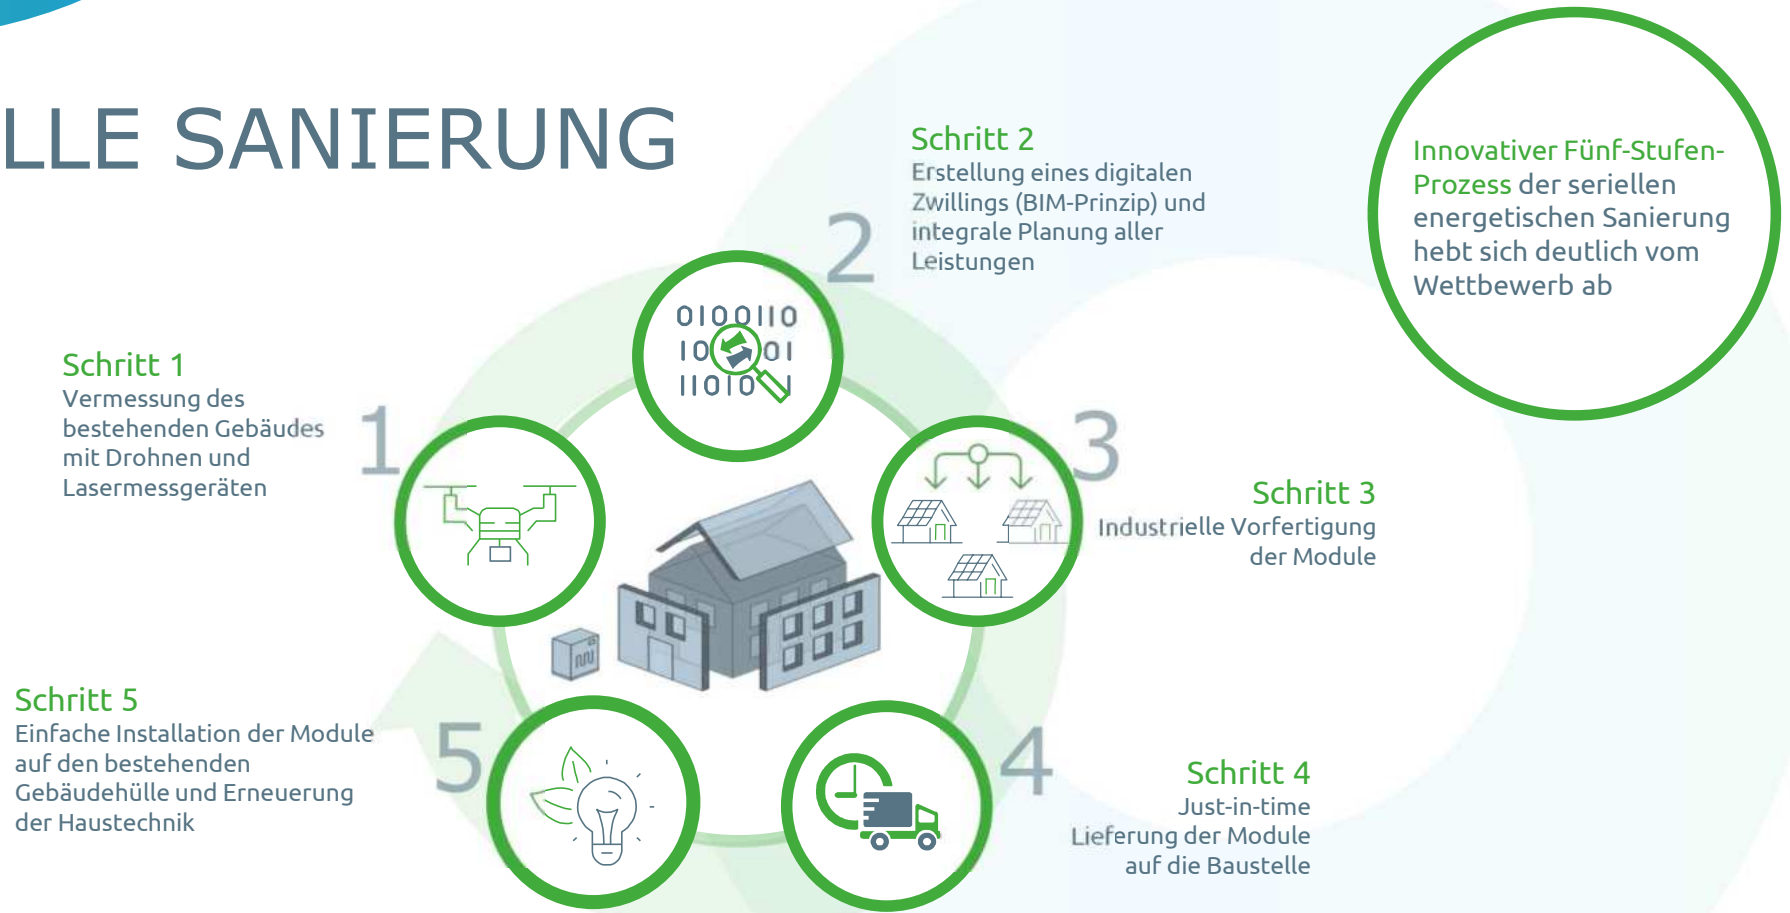 LLE SANIERUNG
Innovativer Fünf-Stufen-
Prozess der seriellen
energetischen Sanierung
hebt sich deutlich vom
Wettbewerb ab
1
Schritt 1
Vermessung des
bestehenden Gebäudes
mit Drohnen und
Lasermessgeräten
2
Schritt 2
Erstellung eines digitalen
Zwillings (BIM-Prinzip) und
integrale Planung aller
Leistungen
0100110
10 01
11010 1
3
Schritt 3
Industrielle Vorfertigung
der Module
4
Schritt 4
Just-in-time
Lieferung der Module
auf die Baustelle
5
Schritt 5
Einfache Installation der Module
auf den bestehenden
Gebäudehülle und Erneuerung
der Haustechnik